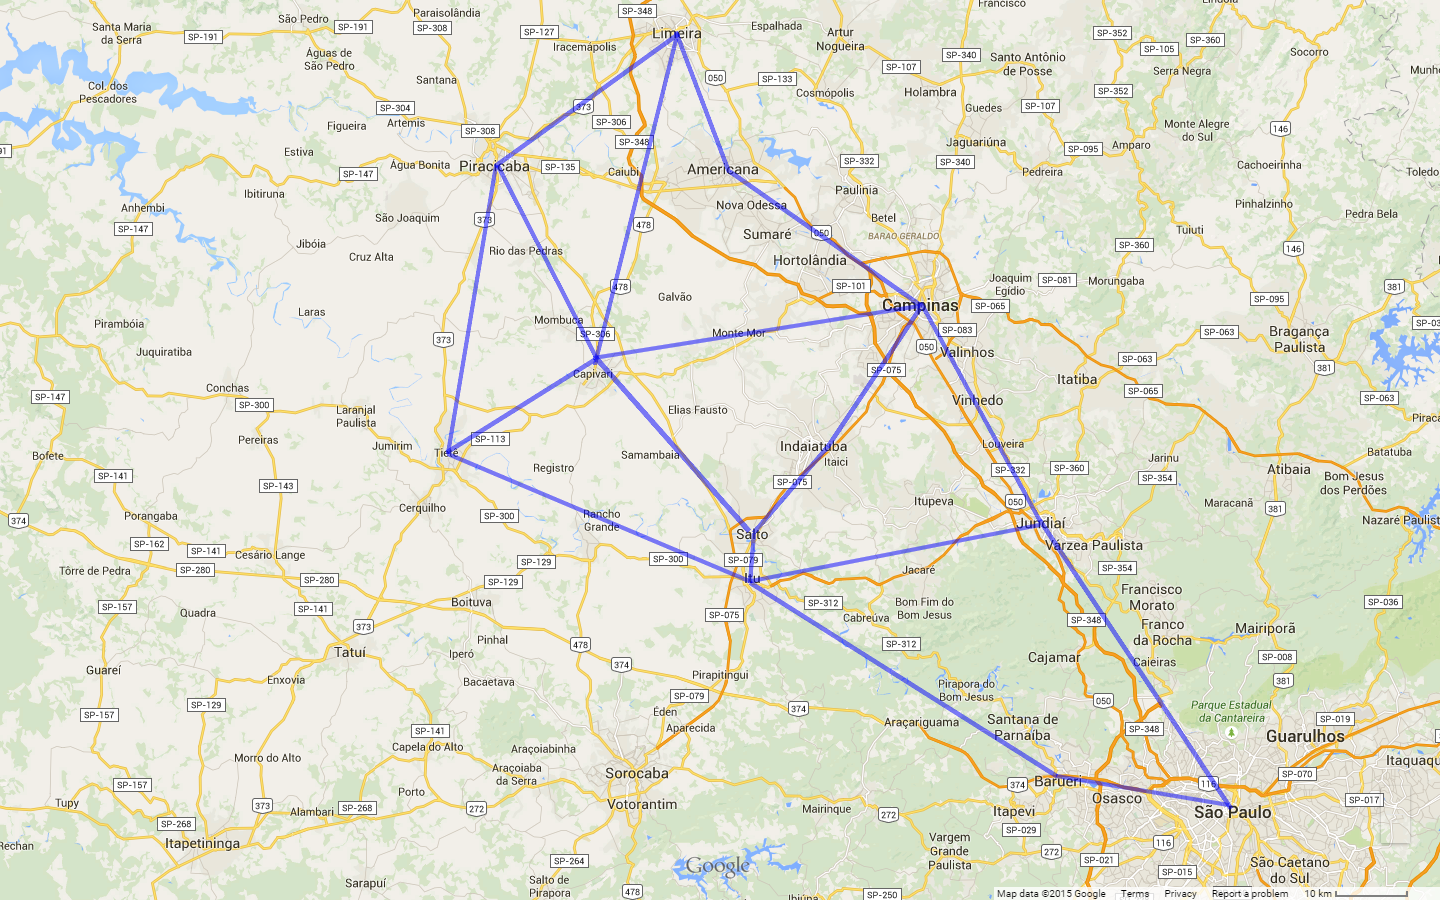 SP-348
Francisco
Lindóia
Santa Maria
da Serra
SP-191
São Pedro
SP-191
Paraisolândia
SP-308
SP-127
Iracemápolis
Limeira
Espalhada
Artur
Nogueira
SP-340
SP-352
SP-105
SP-360
Socorro
Águas de
São Pedro
Santana
050
SP-133
SP-107
Santo Antônio
de Posse
Serra Negra
Munho
Col. dos
Pescadores
SP-304
Artemis
Figueira
373
SP-306
Cosmópolis
Holambra
Guedes
SP-107
SP-352
Monte Alegre
do Sul
146
91
Estiva
SP-308
SP-348
Jaguariúna
SP-340
SP-095
Amparo
Água Bonita
Piracicaba
SP-135
Caiubi
Americana
SP-332
Pedreira
Cachoeirinha
Toledo
SP-147
Ibitiruna
Anhembi
SP-147
São Joaquim
373
478
Nova Odessa
Paulinia
Betel
Pinhalzinho
Pedra Bela
Jibóia
Cruz Alta
Rio das Pedras
Sumaré
050
BARAO GERALDO
Tuiuti
SP-360
146
Hortolândia
478
Galvão
SP-101
Joaquim
Egídio
SP-081
Morungaba
381
SP-095
Laras
Pirambóia
Mombuca
SP-306
Monte Mor
Campinas
SP-065
SP-083
050
Valinhos
SP-063
Bragança
Paulista
SP-03
Juquiratiba
373
Capivari
SP-075
SP-063
Itatiba
SP-065
381
SP-063
Conchas
SP-147
SP-300
Laranjal
Paulista
Elias Fausto
Vinhedo
Piraca
Pereiras
Jumirim
SP-113
Tietê
Samambaia
Indaiatuba
Itaici
Louveira
Jarinu
Batatuba
Bofete
SP-141
SP-143
Registro
SP-075
SP-332
SP-360
SP-354
Atibaia
Bom Jesus
dos Perdões
Cerquilho
Itupeva
050
Maracanã
381
374
Porangaba
SP-300
Rancho
Grande
Jundiaí
Nazaré Paulist
SP-162
SP-141
Cesário Lange
Salto
Várzea Paulista
SP-280
Tôrre de Pedra
SP-280
SP-129
SP-300
SP-079
Jacaré
SP-354
SP-129
Itu
Francisco
Morato
SP-157
SP-141
Boituva
SP-312
Bom Fim do
Bom Jesus
SP-036
Quadra
373
SP-075
Cabreúva
SP-348
Franco
da Rocha
Mairiporã
Pinhal
478
SP-312
Tatuí
Iperó
374
Cajamar
Caieiras
SP-008
Guareí
Enxovia
Bacaetava
Pirapitingui
Pirapora do
Bom Jesus
381
SP-129
SP-079
050
Parque Estadual
da Cantareira
SP-157
Éden
Aparecida
374
Araçariguama
Santana de
Parnaíba
SP-348
SP-019
SP-141
Capela do Alto
Araçoiabinha
Guarulhos
Morro do Alto
Araçoiaba
da Serra
Sorocaba
SP-070
Itaquaqu
SP-157
Porto
Votorantim
374
Barueri
116
Tupy
373
Alambari
SP-268
272
Mairinque
272
Itapevi
Osasco
SP-017
São Paulo
SP-268
Itapetininga
SP-029
Rechan
Vargem
Grande
Paulista
272
116
SP-264
Google
SP-021
São Caetano
do Sul
SP-015
Sarapuí
Salto de
Pirapora
478
Ibiúna
SP-250
Map data ©2015 Google Terms Privacy Report a problem 10 km